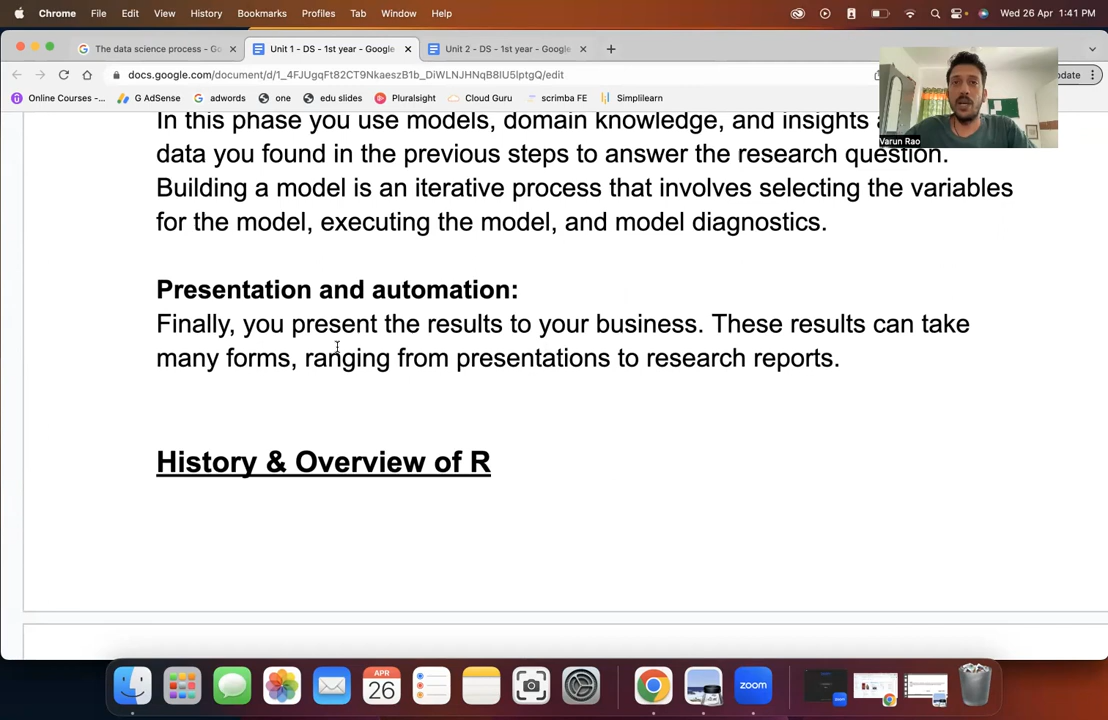 Chrome File Edit View History Bookmarks Profiles Tab Window Help Wed 26 Apr 1:41 PM
The data science process - Go Unit 1 - DS - 1st year - Google Unit 2 - DS - 1st year - Google
docs.google.com/document/d/1_4FJUgqFt82CT9NkaeszB1b_DiWLNJHNqB8IU5lptgQ/edit
Online Courses -... G AdSense adwords one edu slides Pluralsight Cloud Guru scrimba FE Simplilearn
Varun Rao
In this phase you use models, domain knowledge, and insights
data you found in the previous steps to answer the research question.
Building a model is an iterative process that involves selecting the variables
for the model, executing the model, and model diagnostics.
Presentation and automation:
Finally, you present the results to your business. These results can take
many forms, ranging from presentations to research reports.
History & Overview of R
APR
26
zoom